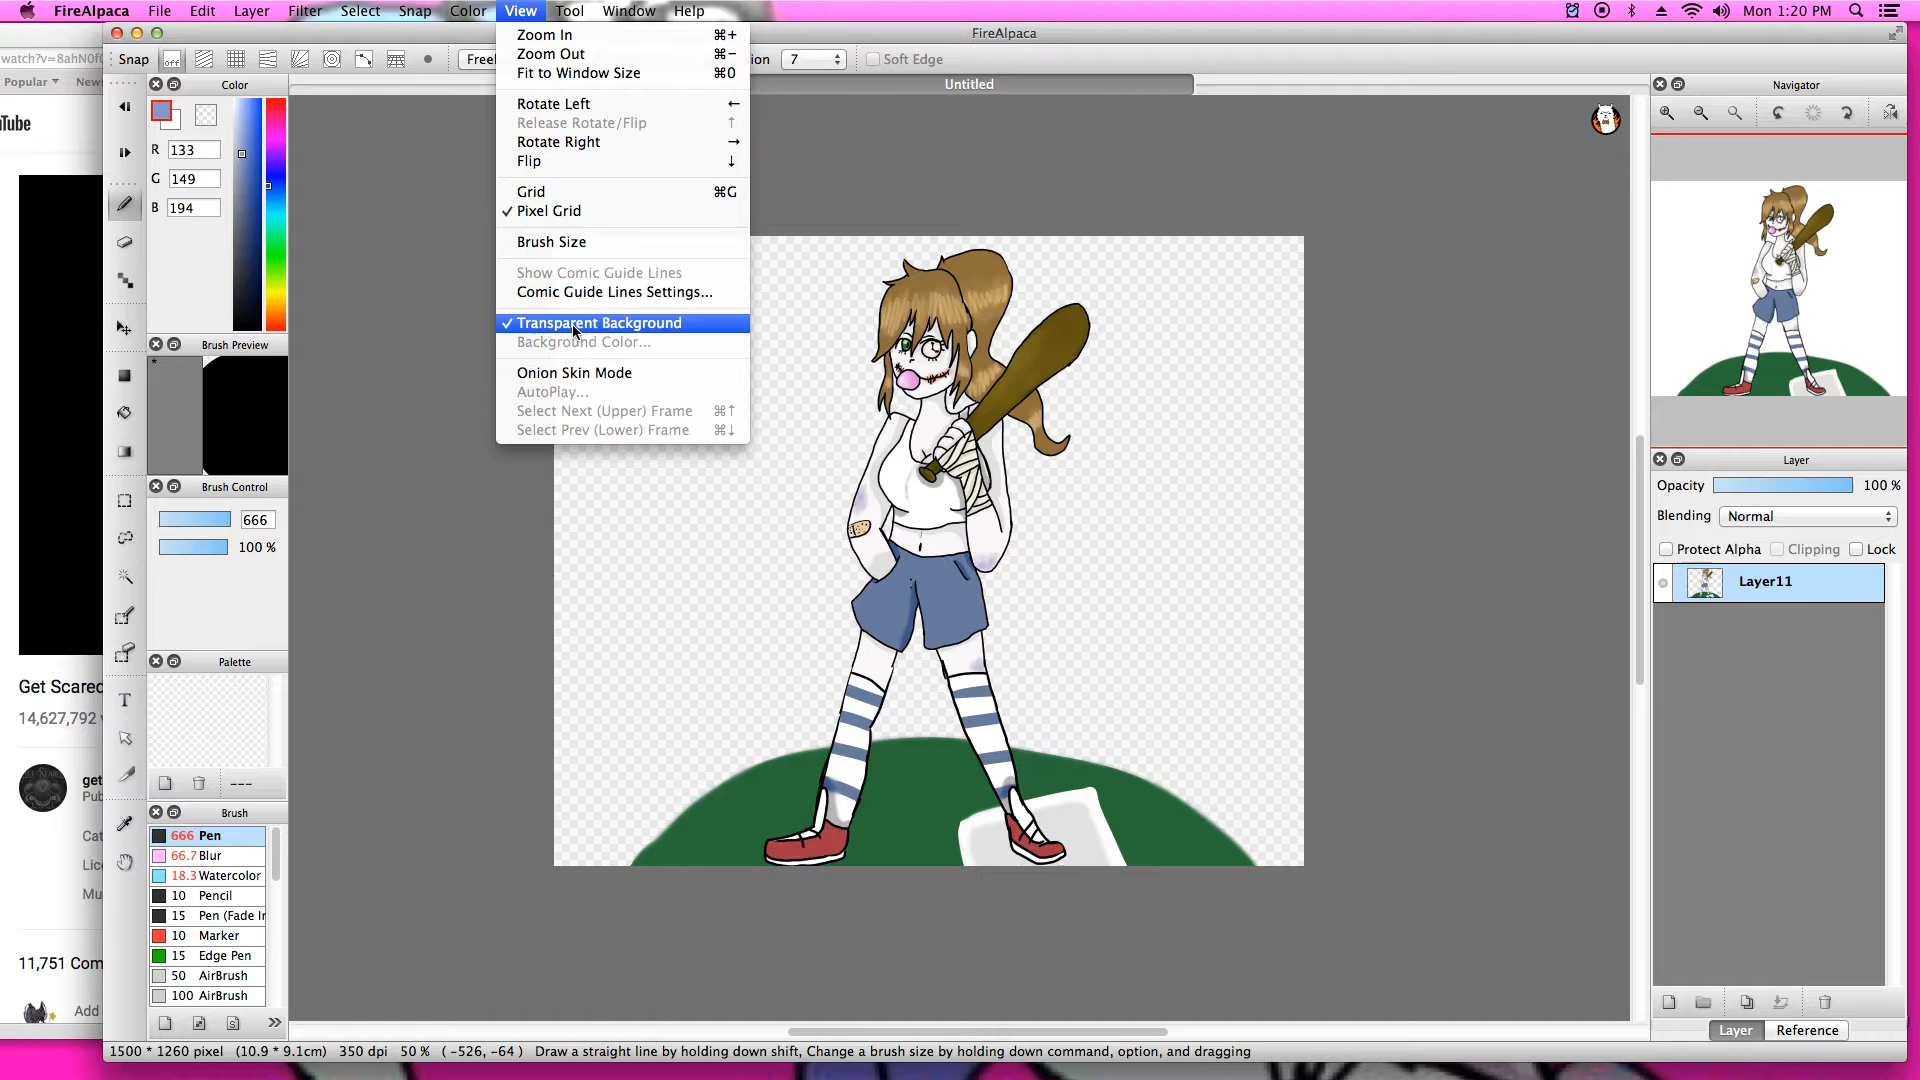 FireAlpaca File Edit Layer Filter Select Snap Color View Tool Window Help Mon 1:20 PM
FireAlpaca
watch?v=8ahN0f
Popular New
uTube
Get Scared
14,627,792
get
Pub
Cat
Lice
Mu
11,751 Com
Add
Snap off Freel ion 7 Soft Edge
Untitled
Zoom In ⌘+
Zoom Out ⌘−
Fit to Window Size ⌘0
Rotate Left ←
Release Rotate/Flip ↑
Rotate Right →
Flip ↓
Grid ⌘G
✓ Pixel Grid
Brush Size
Show Comic Guide Lines
Comic Guide Lines Settings...
✓ Transparent Background
Background Color...
Onion Skin Mode
AutoPlay...
Select Next (Upper) Frame ⌘↑
Select Prev (Lower) Frame ⌘↓
Color
R 133
G 149
B 194
Brush Preview
*
Brush Control
666
100 %
T
Palette
---
Brush
666 Pen
66.7 Blur
18.3 Watercolor
10 Pencil
15 Pen (Fade In
10 Marker
15 Edge Pen
50 AirBrush
100 AirBrush
Navigator
Layer
Opacity 100 %
Blending Normal
Protect Alpha Clipping Lock
Layer11
Layer Reference
1500 * 1260 pixel (10.9 * 9.1cm) 350 dpi 50 % ( -526, -64 ) Draw a straight line by holding down shift, Change a brush size by holding down command, option, and dragging